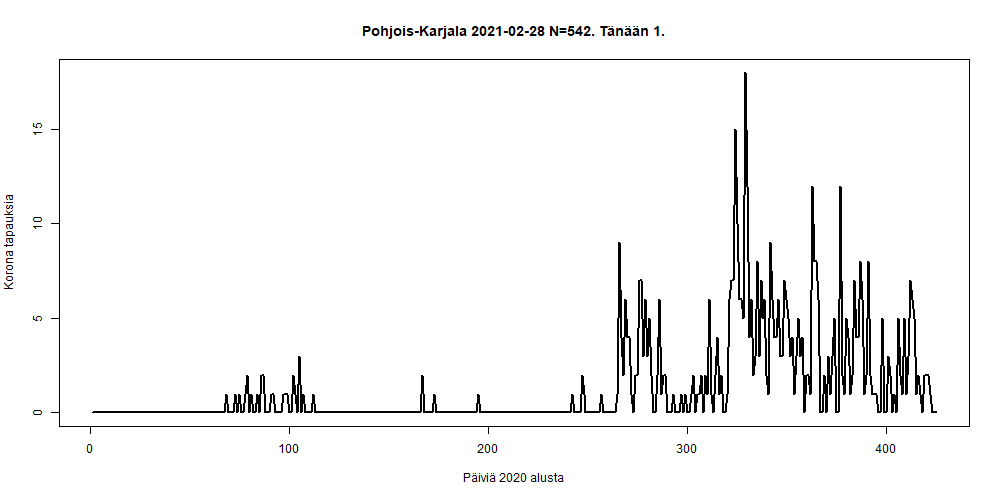 Pohjois-Karjala 2021-02-28 N=542. Tänään 1.
Korona tapauksia
15
10
5
0
0 100 200 300 400
Päiviä 2020 alusta